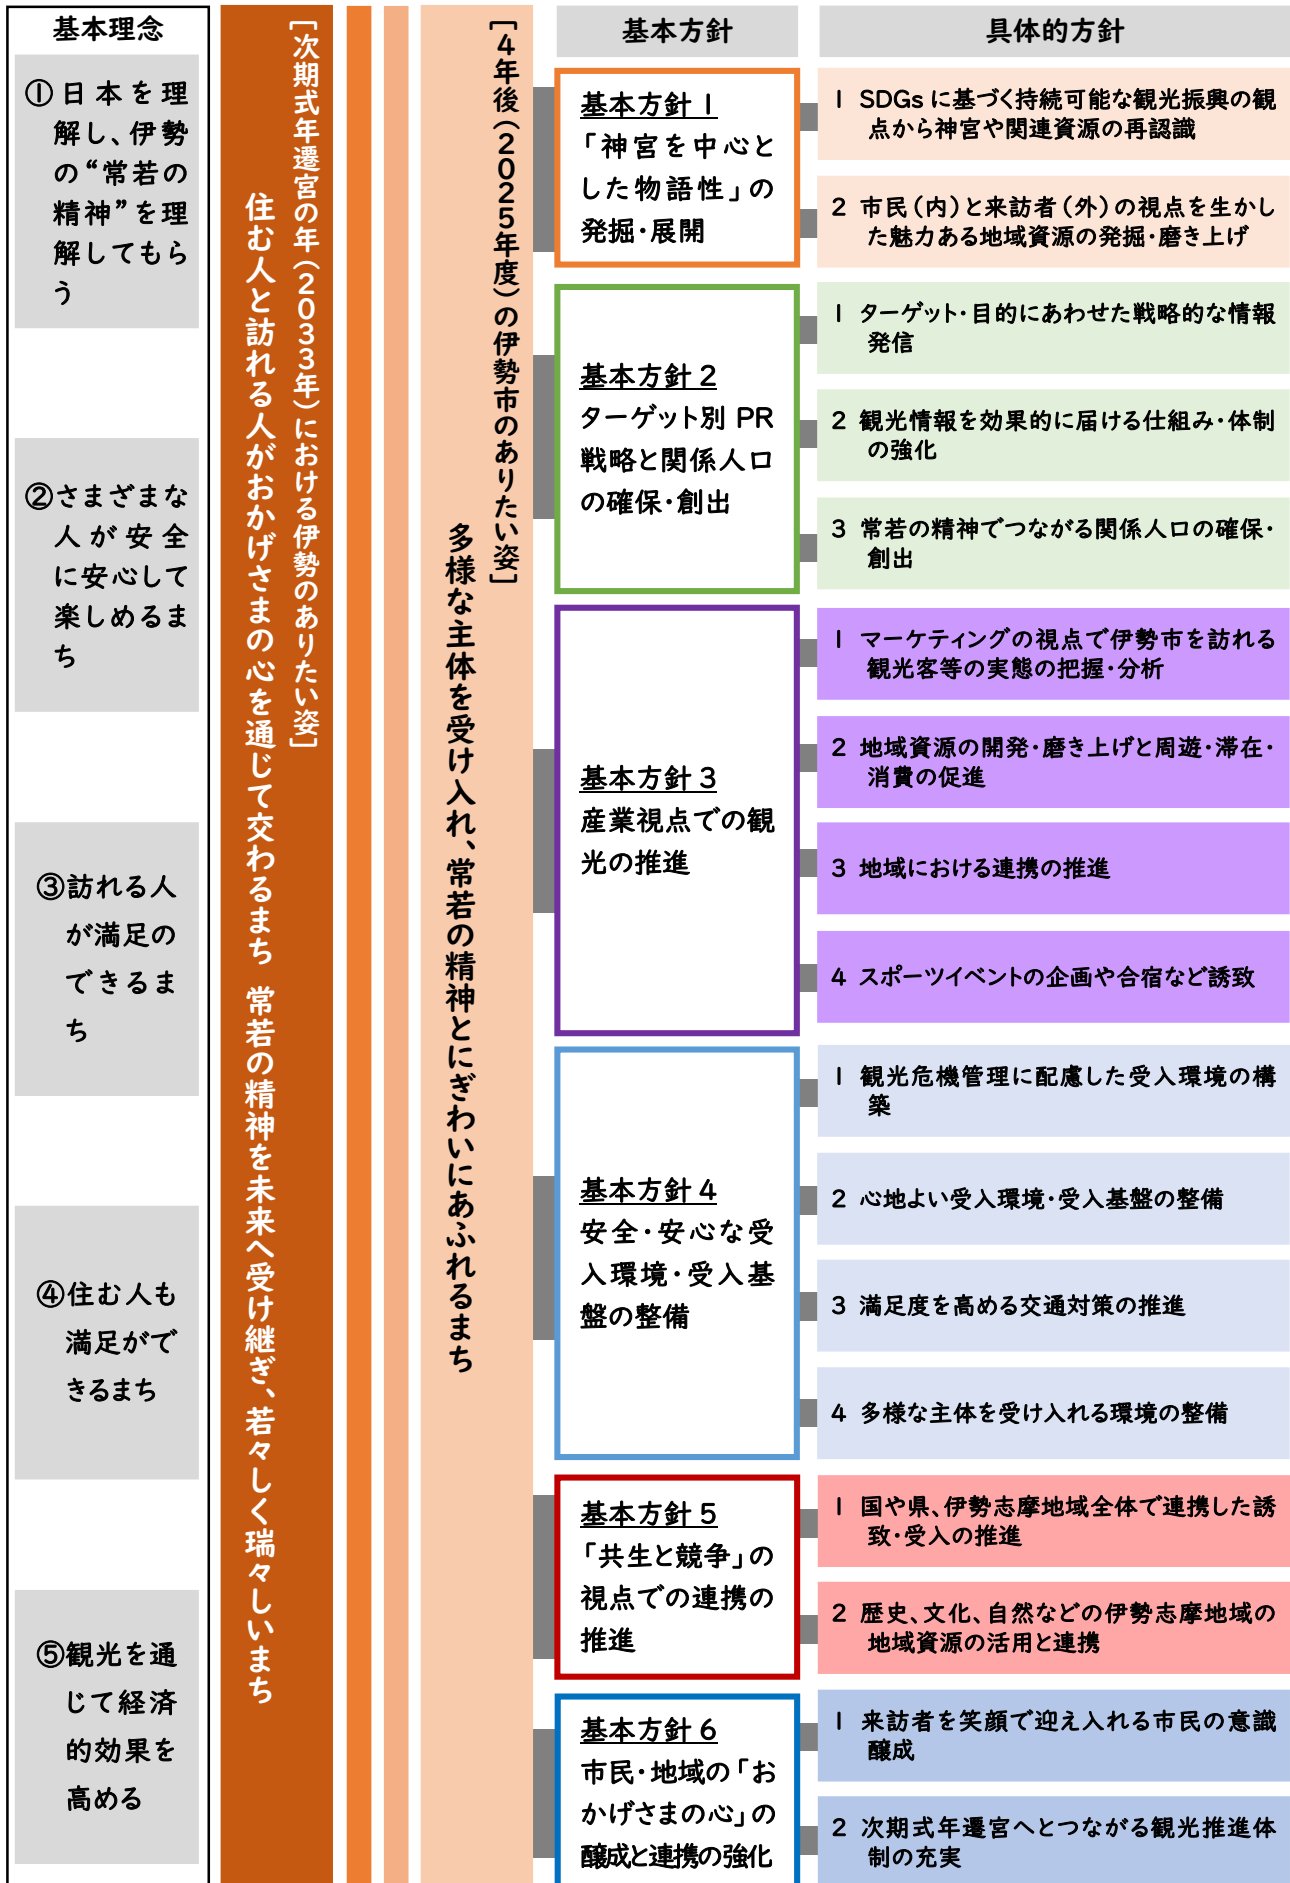 基本理念
①日本を理
解し、伊勢
の“常若の
精神”を理
解してもら
う
②さまざまな
人が安全
に安心して
楽しめるま
ち
③訪れる人
が満足の
できるま
ち
④住む人も
満足がで
きるまち
⑤観光を通
じて経済
的効果を
高める
[次期式年遷宮の年(2033年)における伊勢のありたい姿]
住む人と訪れる人がおかげさまの心を通じて交わるまち 常若の精神を未来へ受け継ぎ、若々しく瑞々しいまち
[4年後(2025年度)の伊勢市のありたい姿]
多様な主体を受け入れ、常若の精神とにぎわいにあふれるまち
基本方針
具体的方針
基本方針1
「神宮を中心と
した物語性」の
発掘・展開
1 SDGsに基づく持続可能な観光振興の観
点から神宮や関連資源の再認識
2 市民(内)と来訪者(外)の視点を生かし
た魅力ある地域資源の発掘・磨き上げ
基本方針2
ターゲット別 PR
戦略と関係人口
の確保・創出
1 ターゲット・目的にあわせた戦略的な情報
発信
2 観光情報を効果的に届ける仕組み・体制
の強化
3 常若の精神でつながる関係人口の確保・
創出
基本方針3
産業視点での観
光の推進
1 マーケティングの視点で伊勢市を訪れる
観光客等の実態の把握・分析
2 地域資源の開発・磨き上げと周遊・滞在・
消費の促進
3 地域における連携の推進
4 スポーツイベントの企画や合宿など誘致
基本方針4
安全・安心な受
入環境・受入基
盤の整備
1 観光危機管理に配慮した受入環境の構
築
2 心地よい受入環境・受入基盤の整備
3 満足度を高める交通対策の推進
4 多様な主体を受け入れる環境の整備
基本方針5
「共生と競争」の
視点での連携の
推進
1 国や県、伊勢志摩地域全体で連携した誘
致・受入の推進
2 歴史、文化、自然などの伊勢志摩地域の
地域資源の活用と連携
基本方針6
市民・地域の「お
かげさまの心」の
醸成と連携の強化
1 来訪者を笑顔で迎え入れる市民の意識
醸成
2 次期式年遷宮へとつながる観光推進体
制の充実